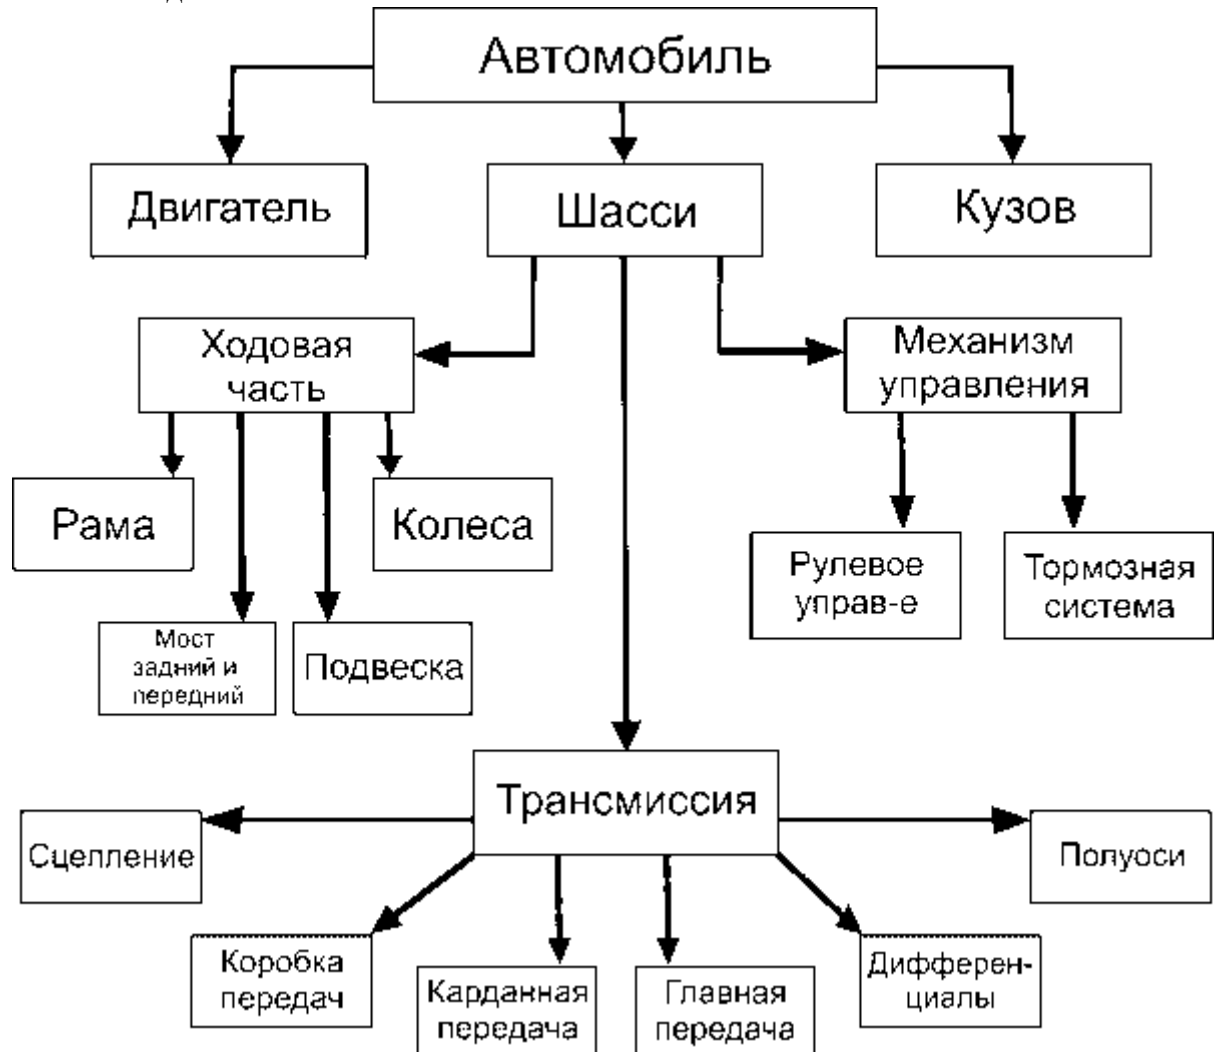 Автомобиль
Двигатель
Шасси
Кузов
Ходовая
часть
Механизм
управления
Рама
Колеса
Рулевое
управ-е
Тормозная
система
Мост
задний и
передний
Подвеска
Трансмиссия
Сцепление
Полуоси
Коробка
передач
Карданная
передача
Главная
передача
Дифферен-
циалы